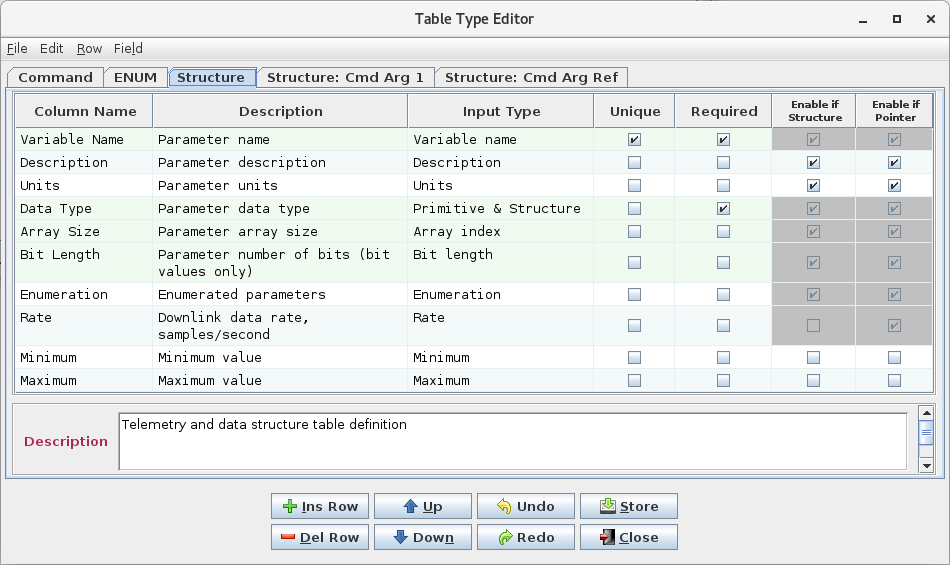 Table Type Editor
File Edit Row Field
Command ENUM Structure Structure: Cmd Arg 1 Structure: Cmd Arg Ref
Column Name Description Input Type Unique Required Enable if Structure Enable if Pointer
Variable Name Parameter name Variable name
Description Parameter description Description
Units Parameter units Units
Data Type Parameter data type Primitive & Structure
Array Size Parameter array size Array index
Bit Length Parameter number of bits (bit Bit length
values only)
Enumeration Enumerated parameters Enumeration
Rate Downlink data rate, Rate
samples/second
Minimum Minimum value Minimum
Maximum Maximum value Maximum
Description Telemetry and data structure table definition
Ins Row Up Undo Store
Del Row Down Redo Close